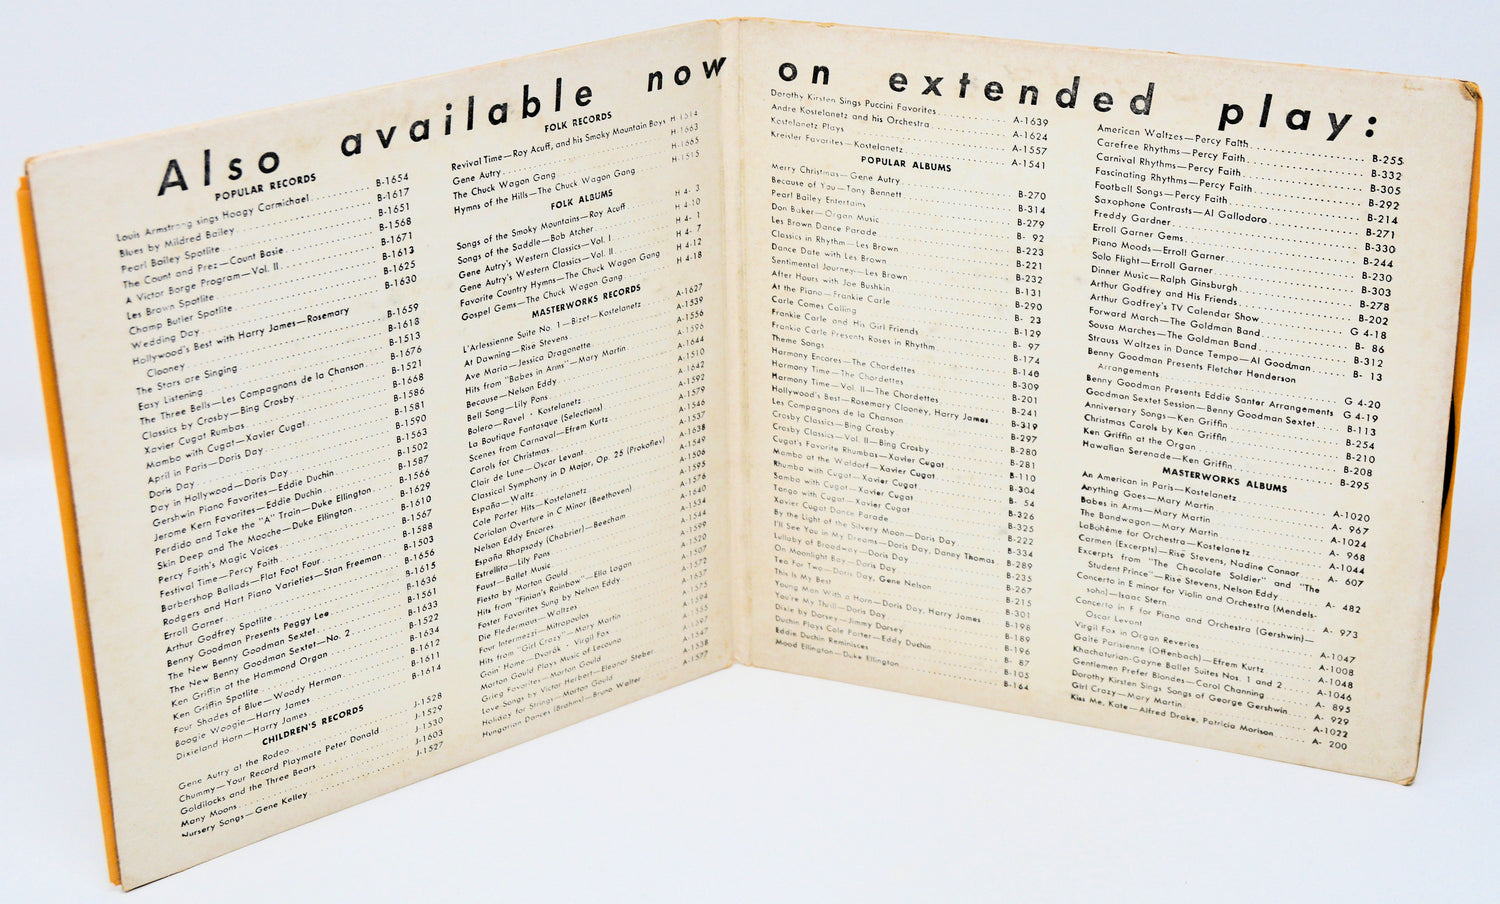 Also available now on extended play:
POPULAR RECORDS
Louis Armstrong sings Hoagy Carmichael B-1654
Blues by Mildred Bailey B-1617
Pearl Bailey Spotlite B-1651
The Count and Prez—Count Basie B-1568
A Victor Borge Program—Vol. II B-1671
Les Brown Spotlite B-1613
Champ Butler Spotlite B-1625
Wedding Day B-1630
Hollywood's Best with Harry James—Rosemary
Clooney B-1659
The Stars are Singing B-1618
Easy Listening B-1513
The Three Bells—Les Compagnons de la Chanson B-1676
Classics by Crosby—Bing Crosby B-1521
Xavier Cugat Rumbas B-1668
Mambo with Cugat—Xavier Cugat B-1586
April in Paris—Doris Day B-1581
Doris Day B-1590
Day in Hollywood—Doris Day B-1563
Gershwin Piano Favorites—Eddie Duchin B-1502
Jerome Kern Favorites—Eddie Duchin B-1587
Perdido and Take the "A" Train—Duke Ellington B-1566
Skin Deep and The Mooche—Duke Ellington B-1629
Percy Faith's Magic Voices B-1610
Festival Time—Percy Faith B-1567
Barbershop Ballads—Flat Foot Four B-1588
Rodgers and Hart Piano Varieties—Stan Freeman B-1503
Erroll Garner B-1656
Arthur Godfrey Spotlite B-1615
Benny Goodman Presents Peggy Lee B-1636
The New Benny Goodman Sextet B-1561
The New Benny Goodman Sextet—No. 2 B-1633
Ken Griffin at the Hammond Organ B-1522
Ken Griffin Spotlite B-1634
Four Shades of Blue—Woody Herman B-1612
Boogie Woogie—Harry James B-1611
Dixieland Horn—Harry James B-1614
CHILDREN'S RECORDS
Gene Autry at the Rodeo J-1528
Chummy—Your Record Playmate Peter Donald J-1529
Goldilocks and the Three Bears J-1530
Many Moons J-1603
Nursery Songs—Gene Kelley J-1527
FOLK RECORDS
Revival Time—Roy Acuff, and his Smoky Mountain Boys H-1514
Gene Autry H-1663
The Chuck Wagon Gang H-1665
Hymns of the Hills—The Chuck Wagon Gang H-1515
FOLK ALBUMS
Songs of the Smoky Mountains—Roy Acuff H 4- 3
Songs of the Saddle—Bob Atcher H 4-10
Gene Autry's Western Classics—Vol. I H 4- 1
Gene Autry's Western Classics—Vol. II H 4- 7
Favorite Country Hymns—The Chuck Wagon Gang H 4-12
Gospel Gems—The Chuck Wagon Gang H 4-18
MASTERWORKS RECORDS
L'Arlessienne Suite No. 1—Bizet—Kostelanetz A-1627
At Dawning—Risë Stevens A-1539
Ave Maria—Jessica Dragonette A-1556
Hits from "Babes in Arms"—Mary Martin A-1596
Because—Nelson Eddy A-1644
Bell Song—Lily Pons A-1510
Bolero—Ravel · Kostelanetz A-1642
La Boutique Fantasque (Selections) A-1592
Scenes from Carnaval—Efrem Kurtz A-1579
Carols for Christmas A-1546
Clair de Lune—Oscar Levant A-1537
Classical Symphony in D Major, Op. 25 (Prokofiev) A-1638
España—Waltz A-1549
Cole Porter Hits—Kostelanetz A-1506
Coriolan Overture in C Minor (Beethoven) A-1595
Nelson Eddy Encores A-1576
España Rhapsody (Chabrier)—Beecham A-1640
Estrellita—Lily Pons A-1534
Faust—Ballet Music A-1544
Fiesta by Morton Gould A-1599
Hits from "Finian's Rainbow"—Ella Logan A-1520
Foster Favorites Sung by Nelson Eddy A-1507
Die Fledermaus—Waltzes A-1572
Four Intermezzi—Mitropoulos A-1637
Hits from "Girl Crazy"—Mary Martin A-1575
Goin' Home—Dvorák · Virgil Fox A-1594
Morton Gould Plays Music of Lecuona A-1555
Grieg Favorites—Morton Gould A-1597
Love Songs by Victor Herbert—Eleanor Steber A-1547
Holiday for Strings—Morton Gould A-1538
Hungarian Dances (Brahms)—Bruno Walter A-1577
Dorothy Kirsten Sings Puccini Favorites A-1639
Andre Kostelanetz and his Orchestra A-1624
Kostelanetz Plays A-1557
Kreisler Favorites—Kostelanetz A-1541
POPULAR ALBUMS
Merry Christmas—Gene Autry B-270
Because of You—Tony Bennett B-314
Pearl Bailey Entertains B-279
Don Baker—Organ Music B- 92
Les Brown Dance Parade B-223
Classics in Rhythm—Les Brown B-221
Dance Date with Les Brown B-232
Sentimental Journey—Les Brown B-131
After Hours with Joe Bushkin B-290
At the Piano—Frankie Carle B- 23
Carle Comes Calling B-129
Frankie Carle and His Girl Friends B- 97
Frankie Carle Presents Roses in Rhythm B-174
Theme Songs B-146
Harmony Encores—The Chordettes B-309
Harmony Time—The Chordettes B-201
Harmony Time—Vol. II—The Chordettes B-241
Hollywood's Best—Rosemary Clooney, Harry James B-319
Les Compagnons de la Chanson B-297
Crosby Classics—Bing Crosby B-280
Crosby Classics—Vol. II—Bing Crosby B-281
Cugat's Favorite Rhumbas—Xavier Cugat B-110
Mambo at the Waldorf—Xavier Cugat B-304
Rhumba with Cugat—Xavier Cugat B- 54
Samba with Cugat—Xavier Cugat B-326
Tango with Cugat—Xavier Cugat B-325
Xavier Cugat Dance Parade B-222
By the Light of the Silvery Moon—Doris Day B-334
I'll See You in My Dreams—Doris Day, Danny Thomas B-289
Lullaby of Broadway—Doris Day B-235
On Moonlight Bay—Doris Day B-267
Tea For Two—Doris Day, Gene Nelson B-215
This Is My Best B-301
Young Man With a Horn—Doris Day, Harry James B-198
You're My Thrill—Doris Day B-189
Dixie by Dorsey—Jimmy Dorsey B-196
Duchin Plays Cole Porter—Eddy Duchin B- 87
Eddie Duchin Reminisces B-105
Mood Ellington—Duke Ellington B-164
American Waltzes—Percy Faith B-255
Carefree Rhythms—Percy Faith B-332
Carnival Rhythms—Percy Faith B-305
Fascinating Rhythms—Percy Faith B-292
Football Songs—Percy Faith B-214
Saxophone Contrasts—Al Gallodoro B-271
Freddy Gardner B-330
Erroll Garner Gems B-244
Piano Moods—Erroll Garner B-230
Solo Flight—Erroll Garner B-303
Dinner Music—Ralph Ginsburgh B-278
Arthur Godfrey and His Friends B-202
Arthur Godfrey's TV Calendar Show G 4-18
Forward March—The Goldman Band B-312
Sousa Marches—The Goldman Band B- 86
Strauss Waltzes in Dance Tempo—Al Goodman B- 13
Benny Goodman Presents Fletcher Henderson
Arrangements G 4-20
Benny Goodman Presents Eddie Sauter Arrangements G 4-19
Goodman Sextet Session—Benny Goodman Sextet B-113
Anniversary Songs—Ken Griffin B-254
Christmas Carols by Ken Griffin B-210
Ken Griffin at the Organ B-208
Hawaiian Serenade—Ken Griffin B-295
MASTERWORKS ALBUMS
An American in Paris—Kostelanetz A-1020
Anything Goes—Mary Martin A- 967
Babes in Arms—Mary Martin A-1024
The Bandwagon—Mary Martin A- 968
LaBohême for Orchestra—Kostelanetz A-1044
Carmen (Excerpts)—Risë Stevens, Nadine Connor A- 607
Excerpts from "The Chocolate Soldier" and "The
Student Prince"—Rise Stevens, Nelson Eddy A- 482
Concerto in E minor for Violin and Orchestra (Mendels-
sohn)—Isaac Stern A- 973
Concerto in F for Piano and Orchestra (Gershwin)—
Oscar Levant A-1047
Virgil Fox in Organ Reveries A-1008
Gaité Parisienne (Offenbach)—Efrem Kurtz A-1048
Khachaturian-Gayne Ballet Suites Nos. 1 and 2 A-1046
Gentlemen Prefer Blondes—Carol Channing A- 895
Dorothy Kirsten Sings Songs of George Gershwin A- 929
Girl Crazy—Mary Martin A-1022
Kiss Me, Kate—Alfred Drake, Patricia Morison A- 200